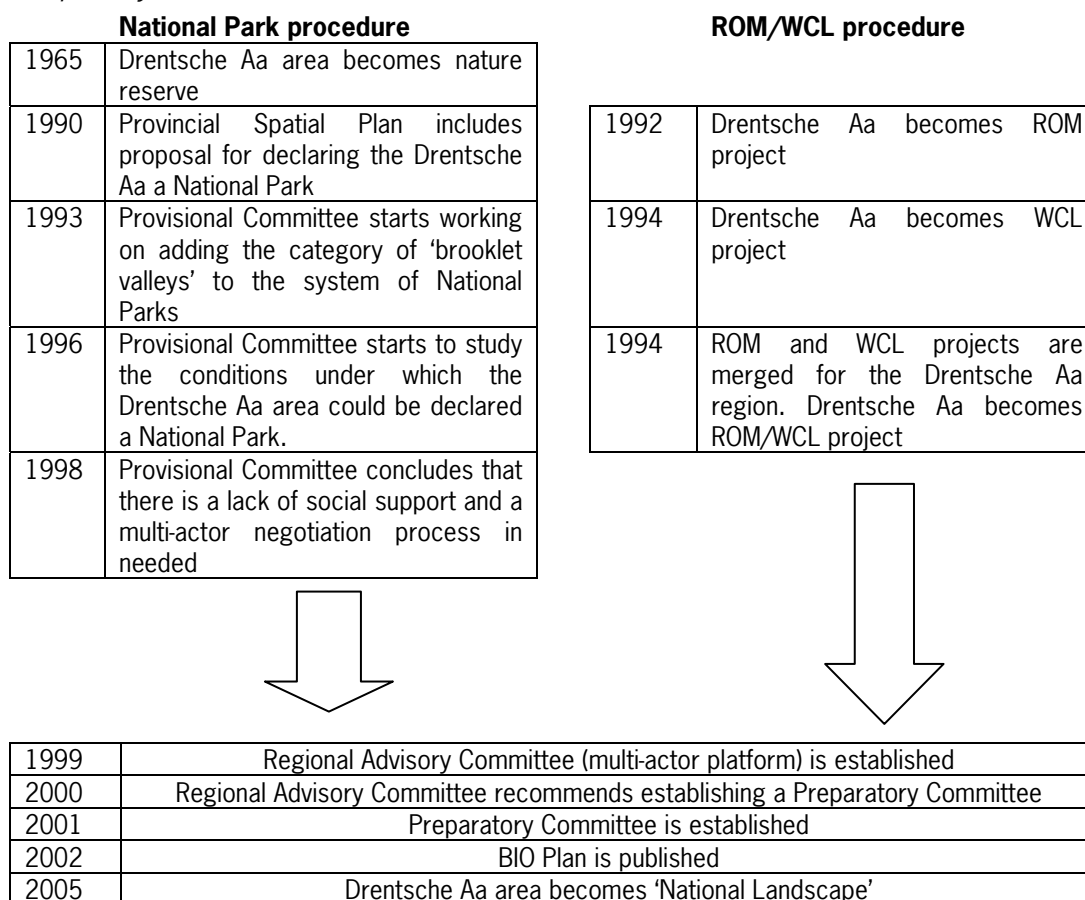 National Park procedure
1965 Drentsche Aa area becomes nature
reserve
1990 Provincial Spatial Plan includes
proposal for declaring the Drentsche
Aa a National Park
1993 Provisional Committee starts working
on adding the category of ‘brooklet
valleys’ to the system of National
Parks
1996 Provisional Committee starts to study
the conditions under which the
Drentsche Aa area could be declared
a National Park.
1998 Provisional Committee concludes that
there is a lack of social support and a
multi-actor negotiation process in
needed
ROM/WCL procedure
1992 Drentsche Aa becomes ROM
project
1994 Drentsche Aa becomes WCL
project
1994 ROM and WCL projects are
merged for the Drentsche Aa
region. Drentsche Aa becomes
ROM/WCL project
1999 Regional Advisory Committee (multi-actor platform) is established
2000 Regional Advisory Committee recommends establishing a Preparatory Committee
2001 Preparatory Committee is established
2002 BIO Plan is published
2005 Drentsche Aa area becomes ‘National Landscape’